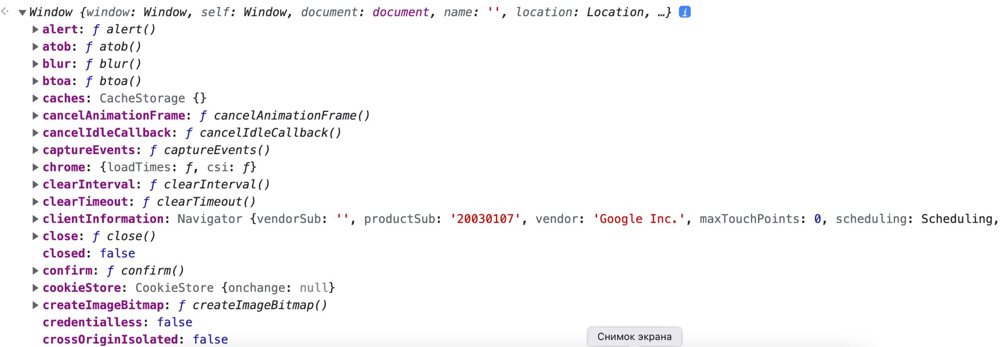 Window {window: Window, self: Window, document: document, name: '', location: Location, …} i
alert: ƒ alert()
atob: ƒ atob()
blur: ƒ blur()
btoa: ƒ btoa()
caches: CacheStorage {}
cancelAnimationFrame: ƒ cancelAnimationFrame()
cancelIdleCallback: ƒ cancelIdleCallback()
captureEvents: ƒ captureEvents()
chrome: {loadTimes: ƒ, csi: ƒ}
clearInterval: ƒ clearInterval()
clearTimeout: ƒ clearTimeout()
clientInformation: Navigator {vendorSub: '', productSub: '20030107', vendor: 'Google Inc.', maxTouchPoints: 0, scheduling: Scheduling,
close: ƒ close()
closed: false
confirm: ƒ confirm()
cookieStore: CookieStore {onchange: null}
createImageBitmap: ƒ createImageBitmap()
credentialless: false
crossOriginIsolated: false
Снимок экрана